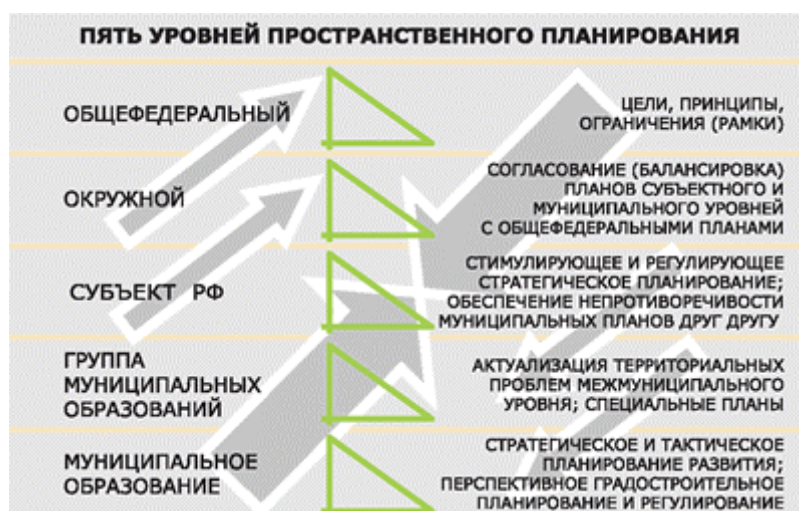 ПЯТЬ УРОВНЕЙ ПРОСТРАНСТВЕННОГО ПЛАНИРОВАНИЯ
ОБЩЕФЕДЕРАЛЬНЫЙ
ЦЕЛИ, ПРИНЦИПЫ,
ОГРАНИЧЕНИЯ (РАМКИ)
ОКРУЖНОЙ
СОГЛАСОВАНИЕ (БАЛАНСИРОВКА)
ПЛАНОВ СУБЪЕКТНОГО И
МУНИЦИПАЛЬНОГО УРОВНЕЙ
С ОБЩЕФЕДЕРАЛЬНЫМИ ПЛАНАМИ
СУБЪЕКТ РФ
СТИМУЛИРУЮЩЕЕ И РЕГУЛИРУЮЩЕЕ
СТРАТЕГИЧЕСКОЕ ПЛАНИРОВАНИЕ;
ОБЕСПЕЧЕНИЕ НЕПРОТИВОРЕЧИВОСТИ
МУНИЦИПАЛЬНЫХ ПЛАНОВ ДРУГ ДРУГУ
ГРУППА
МУНИЦИПАЛЬНЫХ
ОБРАЗОВАНИЙ
АКТУАЛИЗАЦИЯ ТЕРРИТОРИАЛЬНЫХ
ПРОБЛЕМ МЕЖМУНИЦИПАЛЬНОГО
УРОВНЯ; СПЕЦИАЛЬНЫЕ ПЛАНЫ
МУНИЦИПАЛЬНОЕ
ОБРАЗОВАНИЕ
СТРАТЕГИЧЕСКОЕ И ТАКТИЧЕСКОЕ
ПЛАНИРОВАНИЕ РАЗВИТИЯ;
ПЕРСПЕКТИВНОЕ ГРАДОСТРОИТЕЛЬНОЕ
ПЛАНИРОВАНИЕ И РЕГУЛИРОВАНИЕ